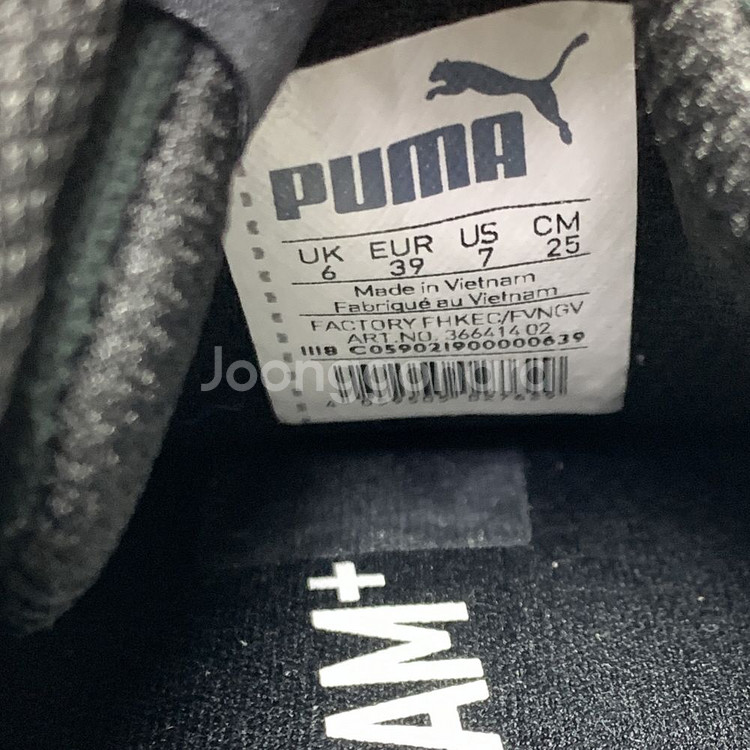 PUMA
UK EUR US CM
6 39 7 25
Made in Vietnam
Fabriqué au Vietnam
FACTORY FHKEC/FVNGV
ART.NO. 366414 02
1118 C059021900000639
Joonggonara
AM+